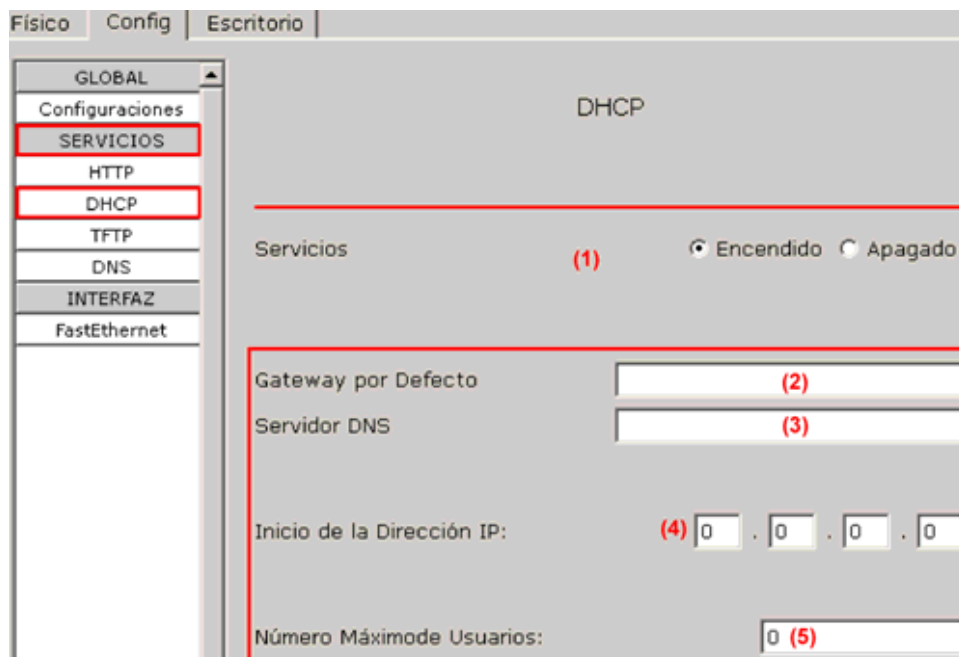 Físico Config Escritorio
GLOBAL
Configuraciones
SERVICIOS
HTTP
DHCP
TFTP
DNS
INTERFAZ
FastEthernet
DHCP
Servicios (1) Encendido Apagado
Gateway por Defecto (2)
Servidor DNS (3)
Inicio de la Dirección IP: (4) 0 . 0 . 0 . 0
Número Máximode Usuarios: 0 (5)